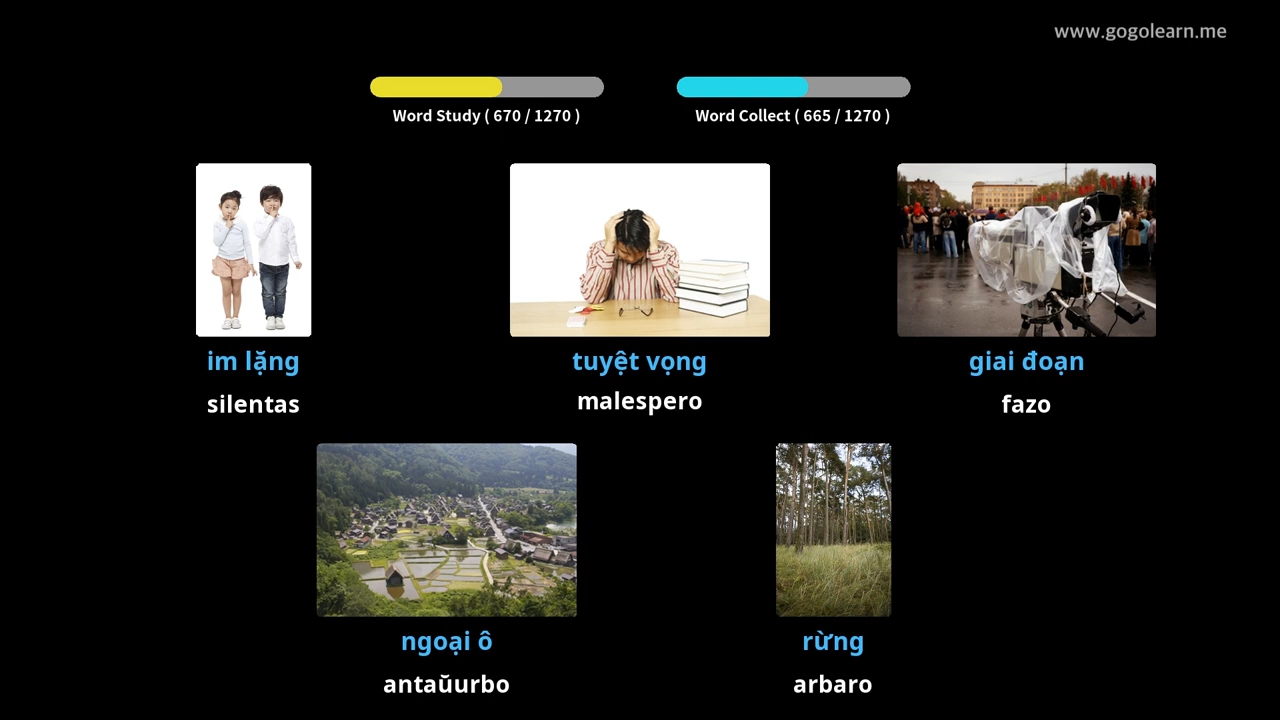 www.gogolearn.me
Word Study ( 670 / 1270 )
Word Collect ( 665 / 1270 )
im lặng
tuyệt vọng
giai đoạn
silentas
malespero
fazo
ngoại ô
rừng
antaŭurbo
arbaro